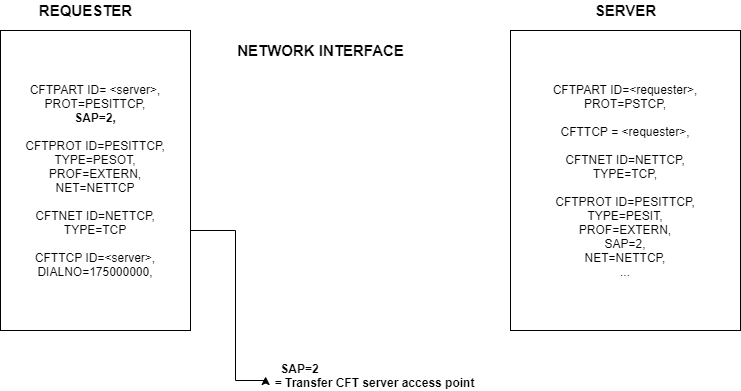 REQUESTER
SERVER
NETWORK INTERFACE
CFTPART ID= <server>,
PROT=PESITTCP,
SAP=2,
CFTPROT ID=PESITTCP,
TYPE=PESOT,
PROF=EXTERN,
NET=NETTCP
CFTNET ID=NETTCP,
TYPE=TCP
CFTTCP ID=<server>,
DIALNO=175000000,
CFTPART ID=<requester>,
PROT=PSTCP,
CFTTCP = <requester>,
CFTNET ID=NETTCP,
TYPE=TCP,
CFTPROT ID=PESITTCP,
TYPE=PESIT,
PROF=EXTERN,
SAP=2,
NET=NETTCP,
...
SAP=2
= Transfer CFT server access point